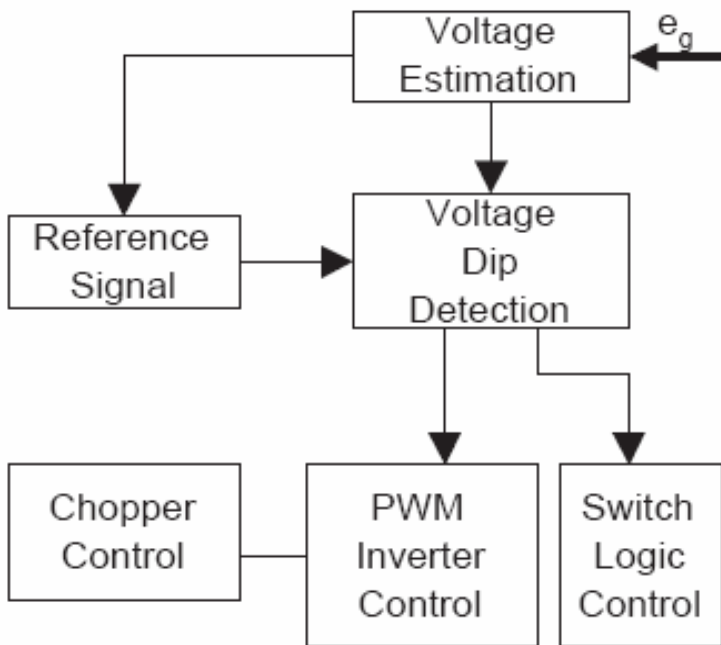 Voltage
Estimation
e_g
Reference
Signal
Voltage
Dip
Detection
Chopper
Control
PWM
Inverter
Control
Switch
Logic
Control